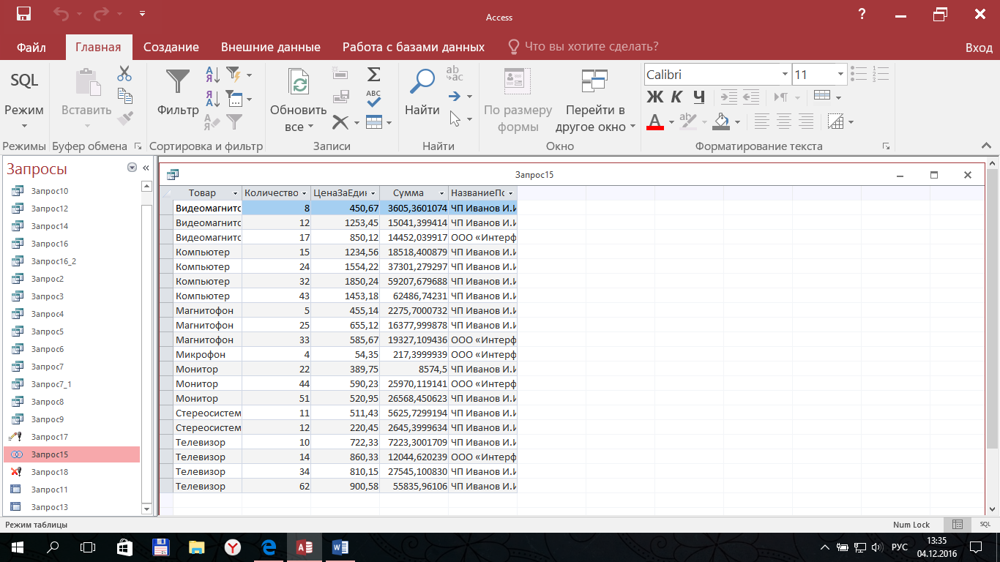 Access
?
Файл Главная Создание Внешние данные Работа с базами данных Что вы хотите сделать? Вход
SQL
Режим
Вставить
Фильтр
Обновить
все
ABC
Найти
ab
ac
По размеру
формы
Перейти в
другое окно
Calibri 11
Ж К Ч
Режимы Буфер обмена Сортировка и фильтр Записи Найти Окно Форматирование текста
Запросы «
Запрос10
Запрос12
Запрос14
Запрос16
Запрос16_2
Запрос2
Запрос3
Запрос4
Запрос5
Запрос6
Запрос7
Запрос7_1
Запрос8
Запрос9
Запрос17
Запрос15
Запрос18
Запрос11
Запрос13
Запрос15
Товар Количество ЦенаЗаЕдин Сумма НазваниеПо
Видеомагнито 8 450,67 3605,3601074 ЧП Иванов И.И
Видеомагнито 12 1253,45 15041,399414 ЧП Иванов И.И
Видеомагнито 17 850,12 14452,039917 ООО «Интерф
Компьютер 15 1234,56 18518,400879 ЧП Иванов И.И
Компьютер 24 1554,22 37301,279297 ЧП Иванов И.И
Компьютер 32 1850,24 59207,679688 ЧП Иванов И.И
Компьютер 43 1453,18 62486,74231 ЧП Иванов И.И
Магнитофон 5 455,14 2275,7000732 ЧП Иванов И.И
Магнитофон 25 655,12 16377,999878 ЧП Иванов И.И
Магнитофон 33 585,67 19327,109436 ООО «Интерф
Микрофон 4 54,35 217,3999939 ООО «Интерф
Монитор 22 389,75 8574,5 ЧП Иванов И.И
Монитор 44 590,23 25970,119141 ООО «Интерф
Монитор 51 520,95 26568,450623 ЧП Иванов И.И
Стереосистем 11 511,43 5625,7299194 ЧП Иванов И.И
Стереосистем 12 220,45 2645,3999634 ЧП Иванов И.И
Телевизор 10 722,33 7223,3001709 ЧП Иванов И.И
Телевизор 14 860,33 12044,620239 ООО «Интерф
Телевизор 34 810,15 27545,100830 ЧП Иванов И.И
Телевизор 62 900,58 55835,96106 ЧП Иванов И.И
Режим таблицы Num Lock SQL
РУС 13:35
04.12.2016